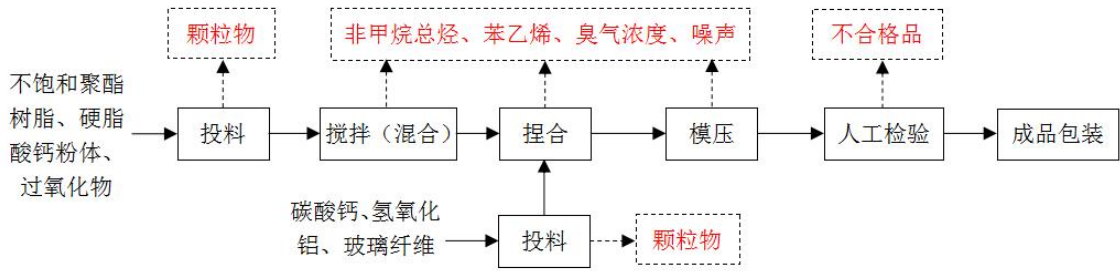 颗粒物
非甲烷总烃、苯乙烯、臭气浓度、噪声
不合格品
不饱和聚酯
树脂、硬脂
酸钙粉体、
过氧化物
投料
搅拌（混合）
捏合
模压
人工检验
成品包装
碳酸钙、氢氧化
铝、玻璃纤维
投料
颗粒物